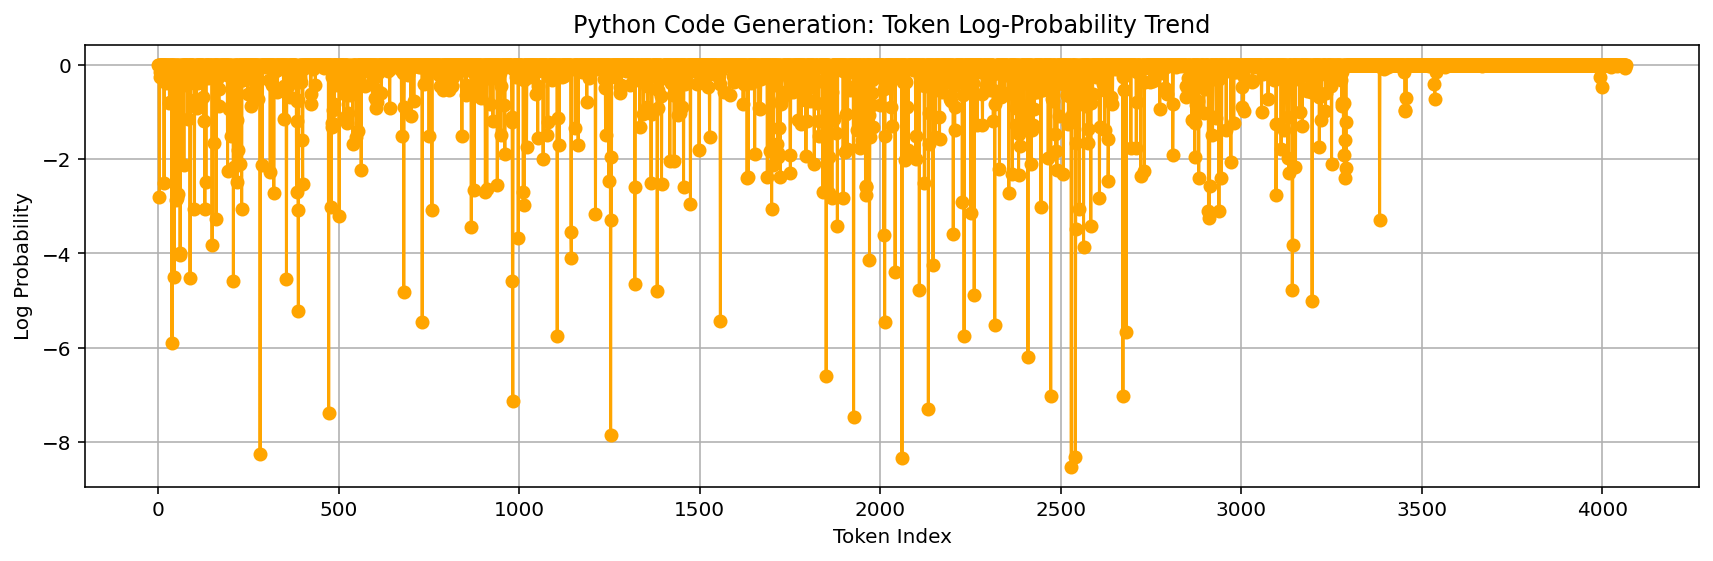 Python Code Generation: Token Log-Probability Trend
Log Probability
0
−2
−4
−6
−8
0 500 1000 1500 2000 2500 3000 3500 4000
Token Index